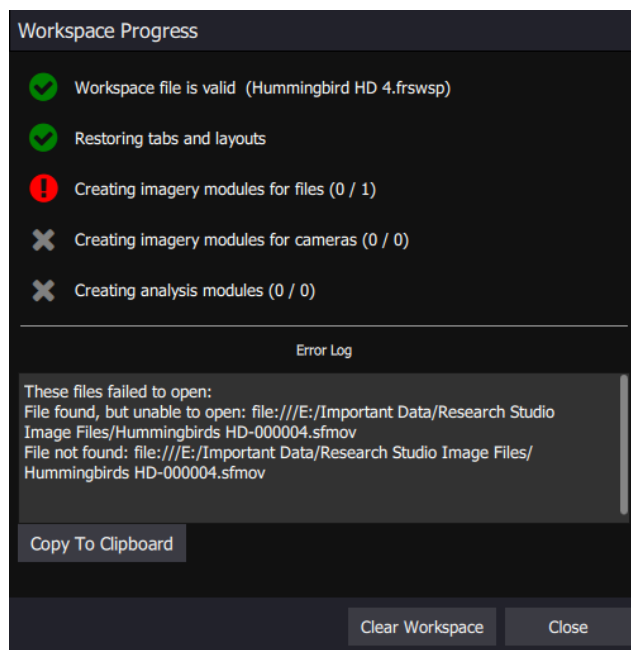 Workspace Progress
Workspace file is valid  (Hummingbird HD 4.frswsp)
Restoring tabs and layouts
Creating imagery modules for files (0 / 1)
Creating imagery modules for cameras (0 / 0)
Creating analysis modules (0 / 0)
Error Log
These files failed to open:
File found, but unable to open: file:///E:/Important Data/Research Studio
Image Files/Hummingbirds HD-000004.sfmov
File not found: file:///E:/Important Data/Research Studio Image Files/
Hummingbirds HD-000004.sfmov
Copy To Clipboard
Clear Workspace
Close